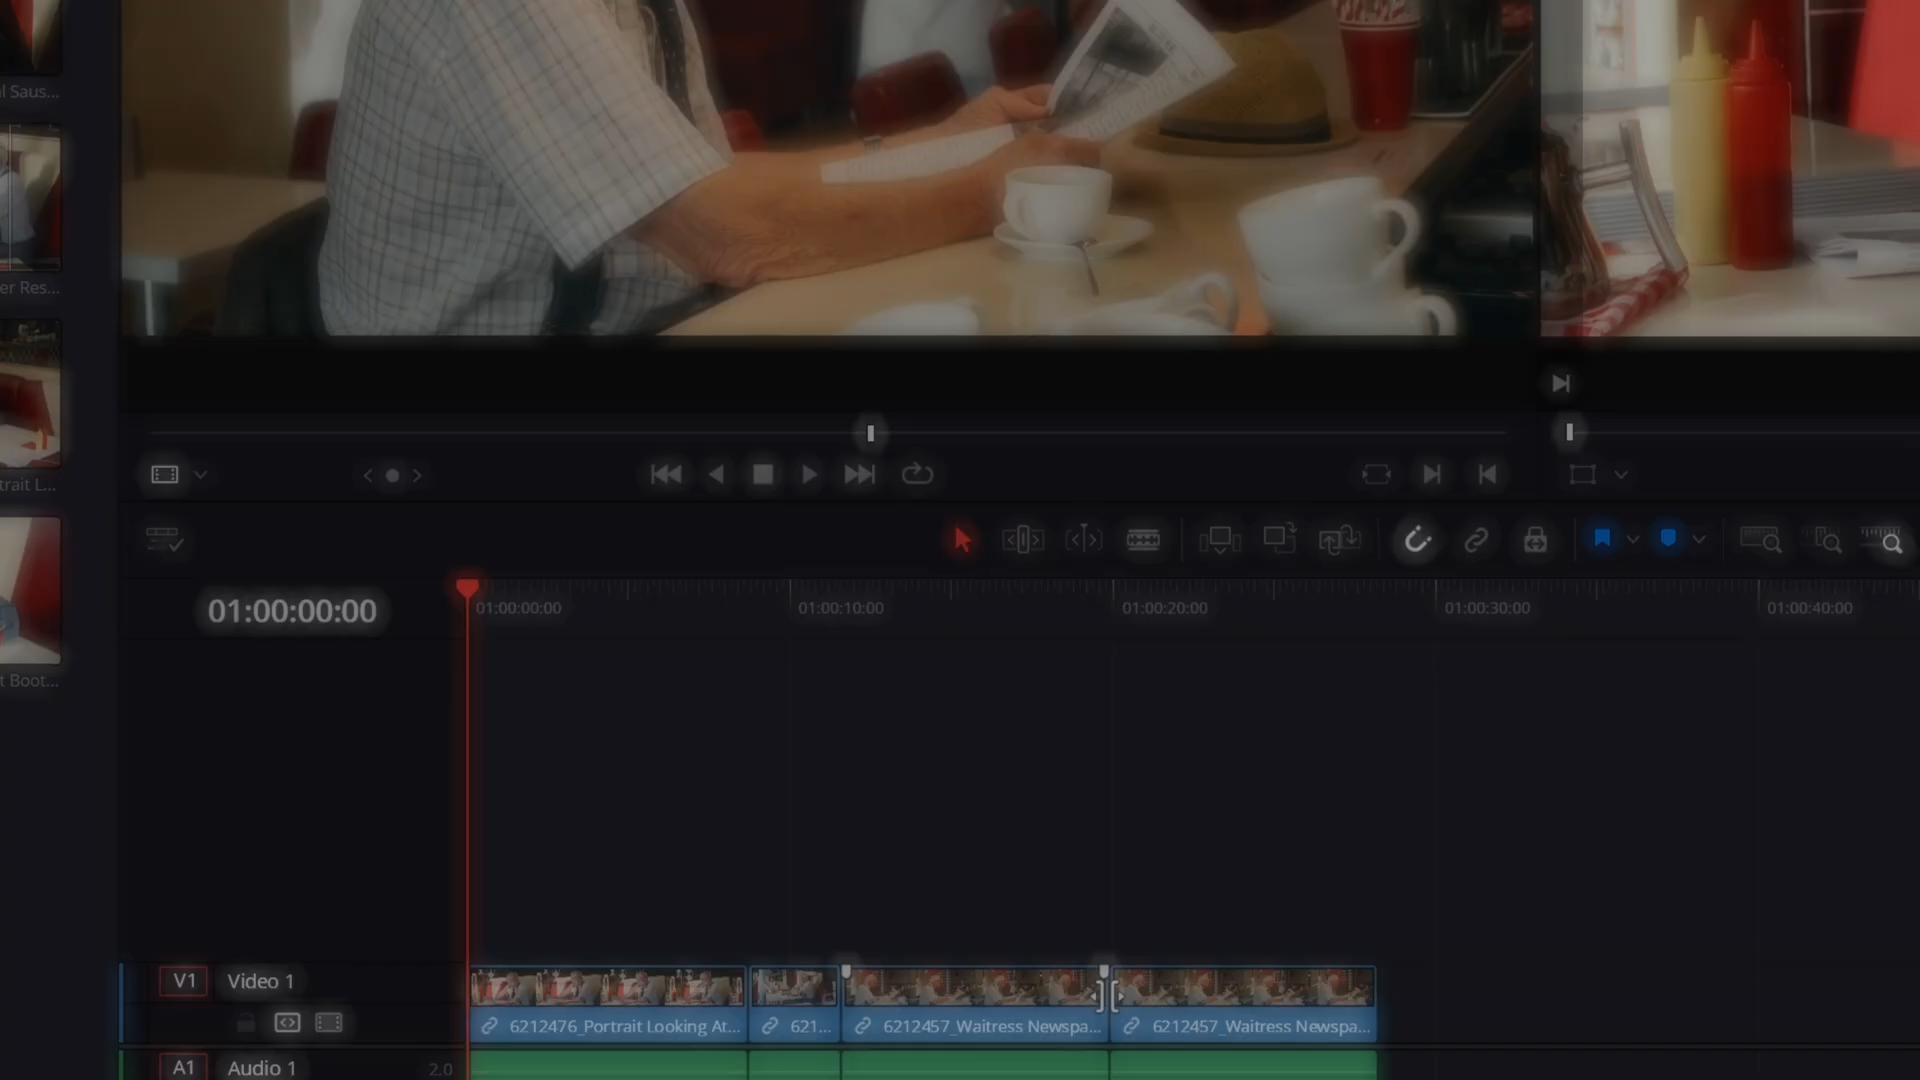 l Saus...
er Res...
trait L...
t Boot...
01:00:00:00
01:00:00:00
01:00:10:00
01:00:20:00
01:00:30:00
01:00:40:00
V1
Video 1
6212476_Portrait Looking At...
621...
6212457_Waitress Newspa...
6212457_Waitress Newspa...
A1
Audio 1
2.0